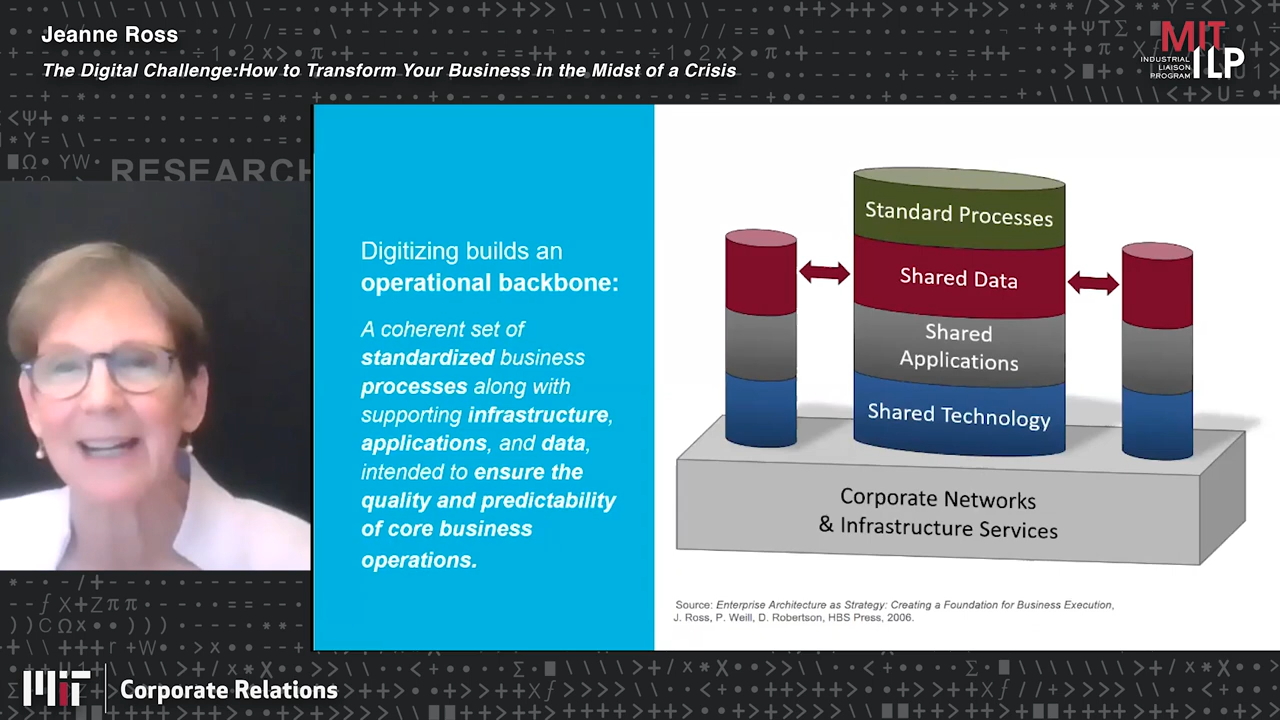 Jeanne Ross
The Digital Challenge:How to Transform Your Business in the Midst of a Crisis
MIT
INDUSTRIAL
LIAISON
PROGRAM
ILP
RESEARCH
Digitizing builds an
operational backbone:
A coherent set of
standardized business
processes along with
supporting infrastructure,
applications, and data,
intended to ensure the
quality and predictability
of core business
operations.
Standard Processes
Shared Data
Shared
Applications
Shared Technology
Corporate Networks
& Infrastructure Services
Source: Enterprise Architecture as Strategy: Creating a Foundation for Business Execution,
J. Ross, P. Weill, D. Robertson, HBS Press, 2006.
MIT
Corporate Relations